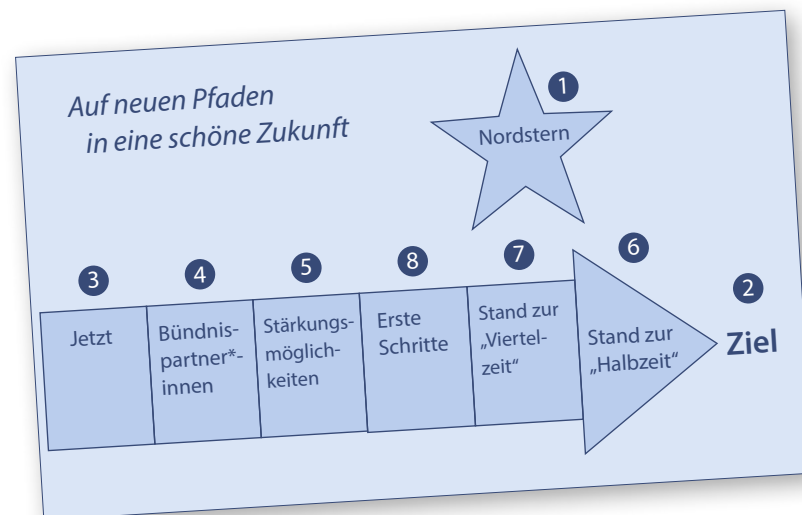 Auf neuen Pfaden
in eine schöne Zukunft
1
Nordstern
3
4
5
8
7
6
2
Jetzt
Bündnis-
partner*-
innen
Stärkungs-
möglich-
keiten
Erste
Schritte
Stand zur
„Viertel-
zeit“
Stand zur
„Halbzeit“
Ziel